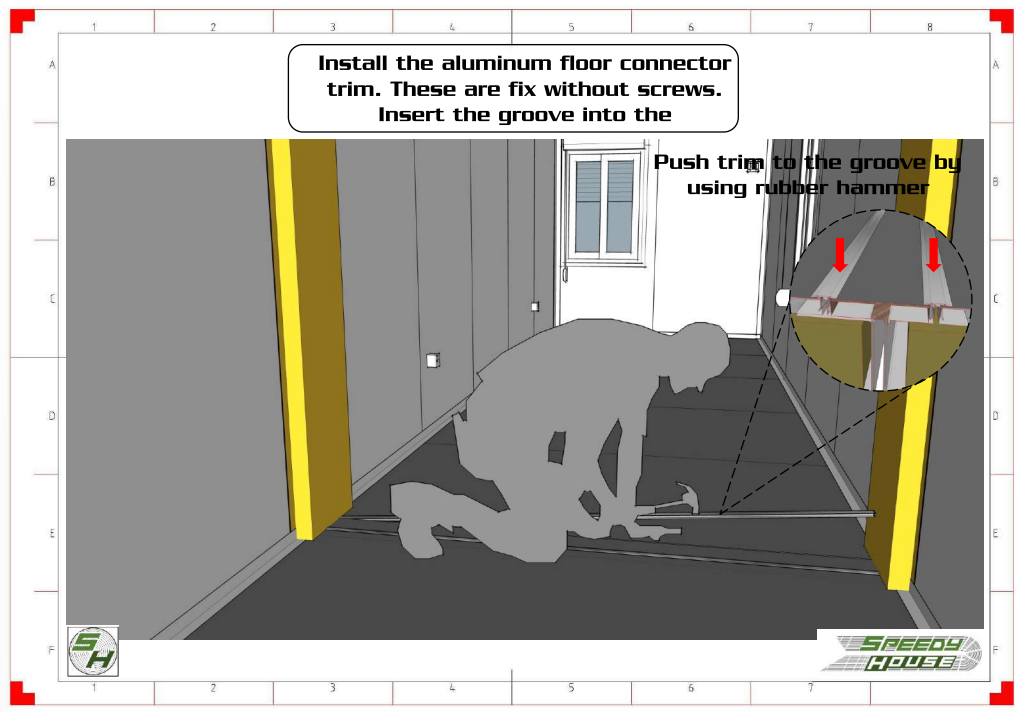 1 2 3 4 5 6 7 8
A A
Install the aluminum floor connector
trim. These are fix without screws.
Insert the groove into the
Push trim to the groove by
using rubber hammer
B B
C C
D D
E E
F F
SH
SPEEDY
HOUSE
1 2 3 4 5 6 7 8